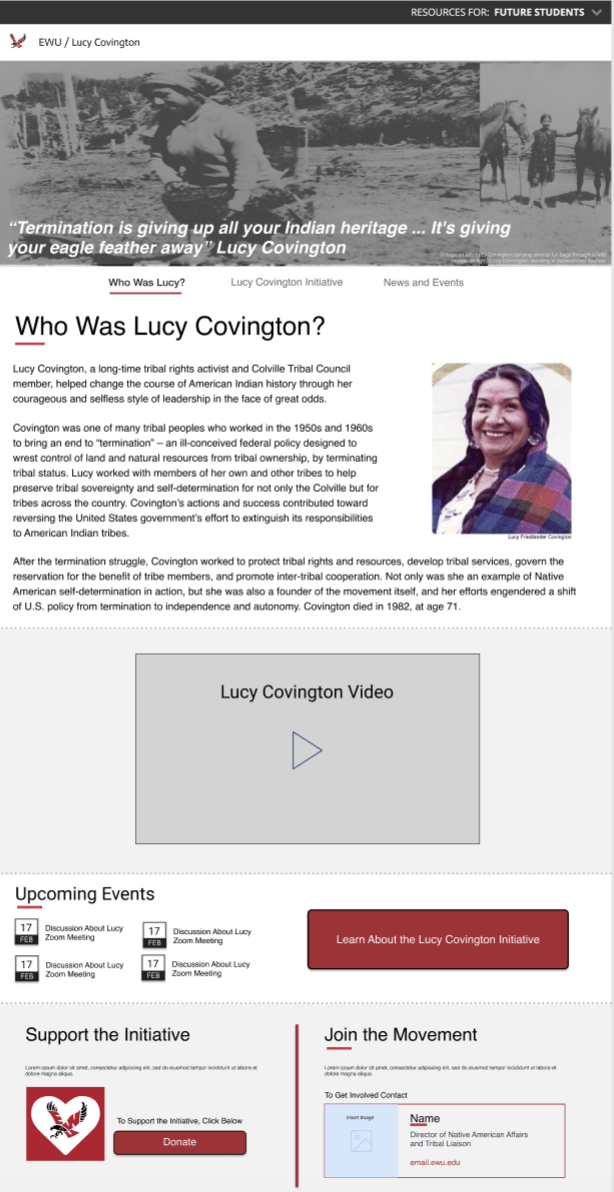 RESOURCES FOR: FUTURE STUDENTS
EWU / Lucy Covington
“Termination is giving up all your Indian heritage ... It's giving
your eagle feather away” Lucy Covington
Who Was Lucy?
Lucy Covington Initiative
News and Events
Who Was Lucy Covington?
Lucy Covington, a long-time tribal rights activist and Colville Tribal Council
member, helped change the course of American Indian history through her
courageous and selfless style of leadership in the face of great odds.
Covington was one of many tribal peoples who worked in the 1950s and 1960s
to bring an end to “termination” – an ill-conceived federal policy designed to
wrest control of land and natural resources from tribal ownership, by terminating
tribal status. Lucy worked with members of her own and other tribes to help
preserve tribal sovereignty and self-determination for not only the Colville but for
tribes across the country. Covington’s actions and success contributed toward
reversing the United States government’s effort to extinguish its responsibilities
to American Indian tribes.
Lucy Friedlander Covington
After the termination struggle, Covington worked to protect tribal rights and resources, develop tribal services, govern the
reservation for the benefit of tribe members, and promote inter-tribal cooperation. Not only was she an example of Native
American self-determination in action, but she was also a founder of the movement itself, and her efforts engendered a shift
of U.S. policy from termination to independence and autonomy. Covington died in 1982, at age 71.
Lucy Covington Video
Upcoming Events
17
FEB
Discussion About Lucy
Zoom Meeting
17
FEB
Discussion About Lucy
Zoom Meeting
17
FEB
Discussion About Lucy
Zoom Meeting
17
FEB
Discussion About Lucy
Zoom Meeting
Learn About the Lucy Covington Initiative
Support the Initiative
Lorem ipsum dolor sit amet, consectetur adipiscing elit, sed do eiusmod tempor incididunt ut labore et
dolore magna aliqua.
To Support the Initiative, Click Below
Donate
Join the Movement
Lorem ipsum dolor sit amet, consectetur adipiscing elit, sed do eiusmod tempor incididunt ut labore et
dolore magna aliqua.
To Get Involved Contact
Insert Image
Name
Director of Native American Affairs
and Tribal Liaison
email.ewu.edu